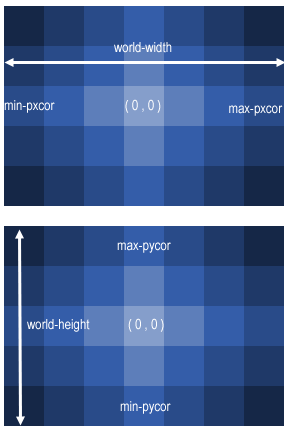 world-width
min-pxcor
( 0 , 0 )
max-pxcor
max-pycor
world-height
( 0 , 0 )
min-pycor